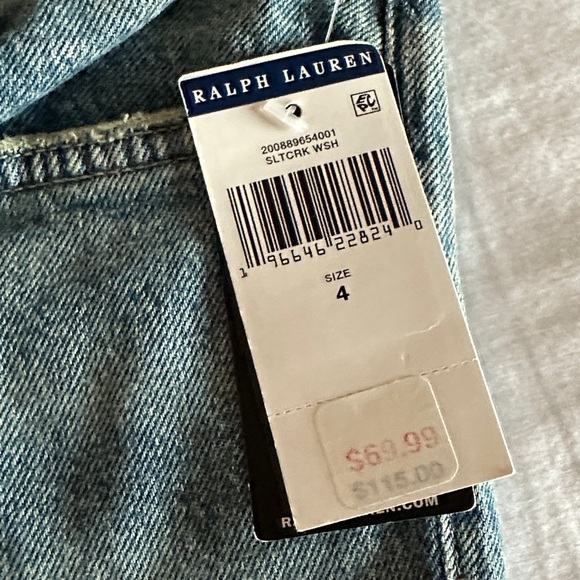 RALPH LAUREN
200889654001
SLTCRK WSH
1 96646 22824 0
SIZE
4
$69.99
$115.00